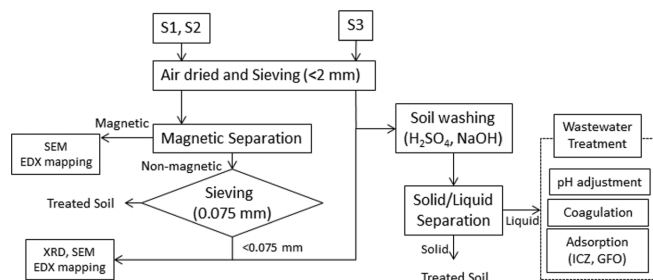 S1, S2
S3
Air dried and Sieving (<2 mm)
Magnetic
Magnetic Separation
SEM
EDX mapping
Non-magnetic
Sieving
(0.075 mm)
Treated Soil
<0.075 mm
XRD, SEM
EDX mapping
Soil washing
(H₂SO₄, NaOH)
Solid/Liquid
Separation
Liquid
Solid
Treated Soil
Wastewater
Treatment
pH adjustment
Coagulation
Adsorption
(ICZ, GFO)